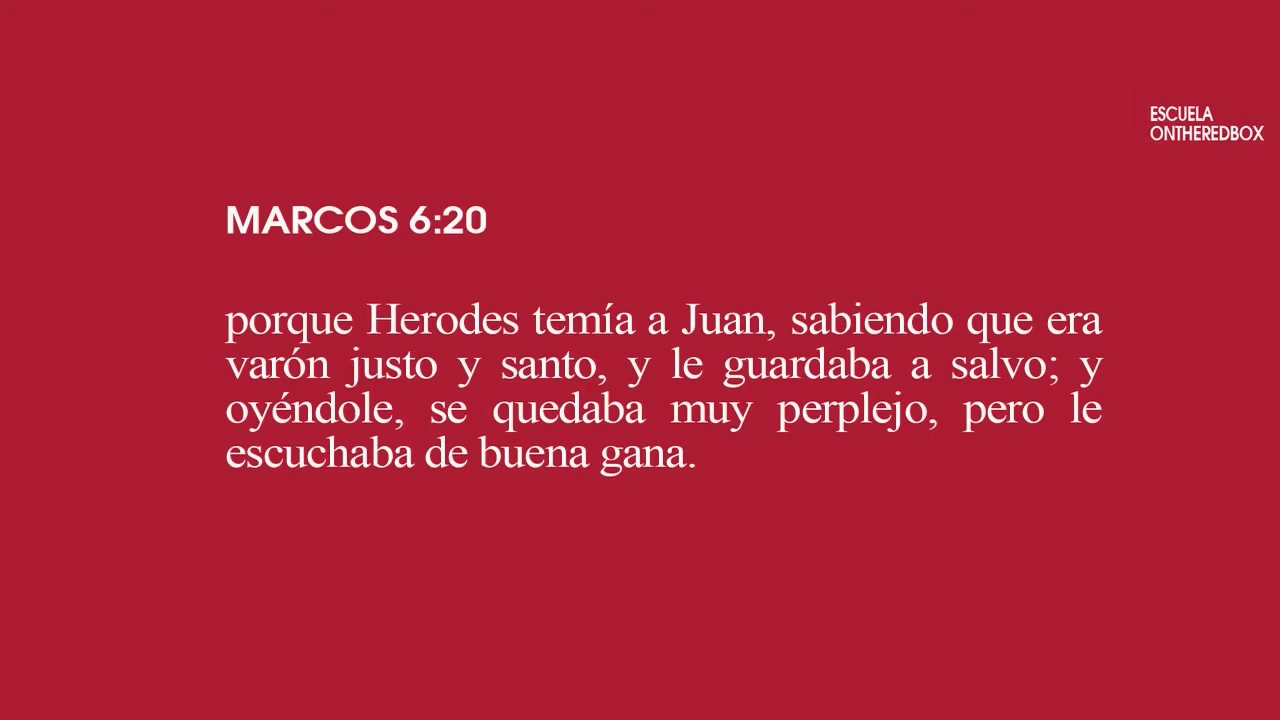 ESCUELA
ONTHEREDBOX
MARCOS 6:20
porque Herodes temía a Juan, sabiendo que era
varón justo y santo, y le guardaba a salvo; y
oyéndole, se quedaba muy perplejo, pero le
escuchaba de buena gana.